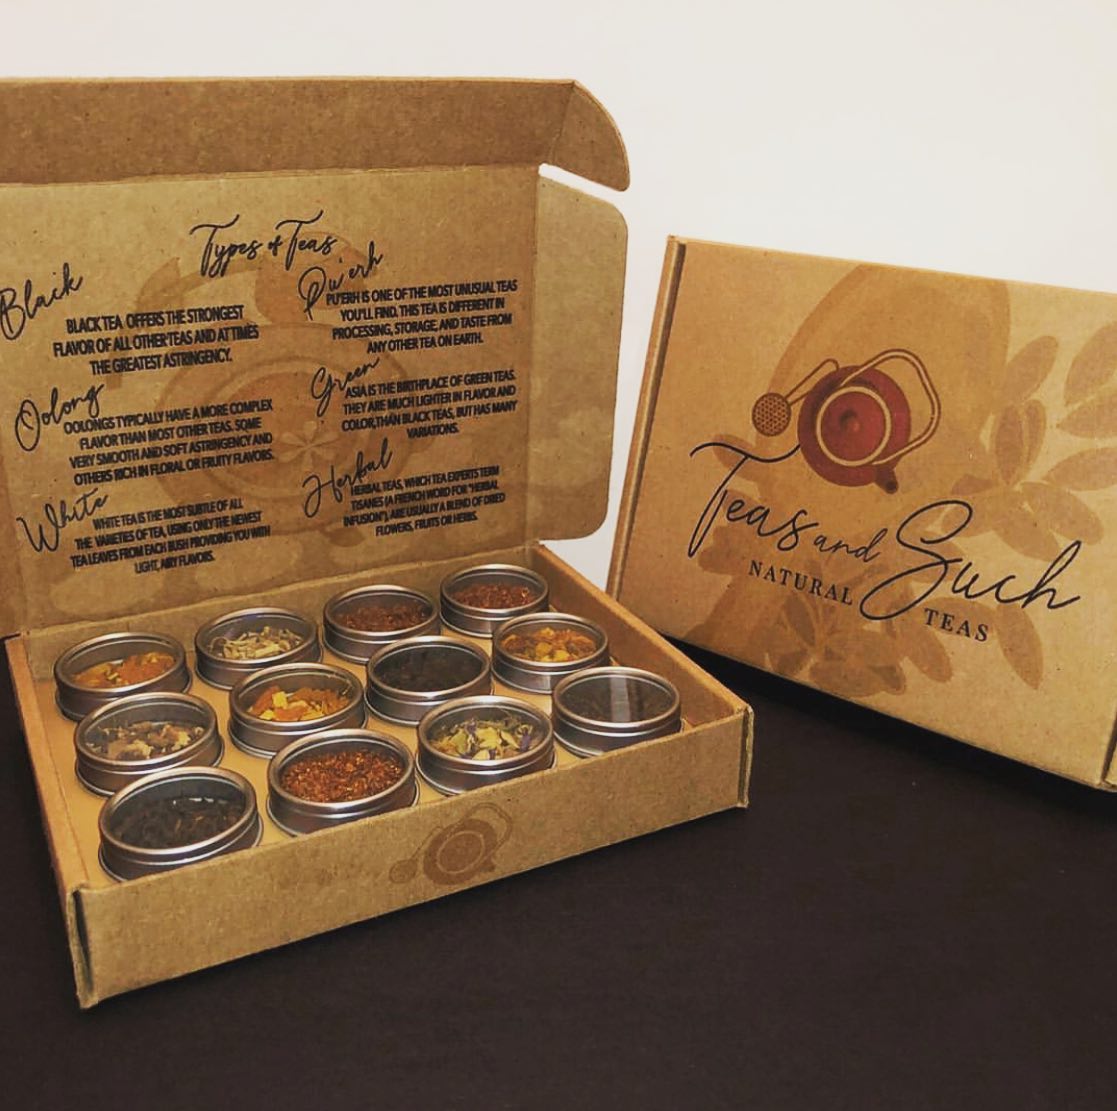 Types of Teas
Black
BLACK TEA OFFERS THE STRONGEST
FLAVOR OF ALL OTHER TEAS AND AT TIMES
THE GREATEST ASTRINGENCY.
Oolong
OOLONGS TYPICALLY HAVE A MORE COMPLEX
FLAVOR THAN MOST OTHER TEAS. SOME
VERY SMOOTH AND SOFT ASTRINGENCY AND
OTHERS RICH IN FLORAL OR FRUITY FLAVORS.
White
WHITE TEA IS THE MOST SUBTLE OF ALL
THE VARIETIES OF TEA, USING ONLY THE NEWEST
TEA LEAVES FROM EACH BUSH PROVIDING YOU WITH
LIGHT, AIRY FLAVORS.
Pu'erh
PU'ERH IS ONE OF THE MOST UNUSUAL TEAS
YOU'LL FIND. THIS TEA IS DIFFERENT IN
PROCESSING, STORAGE, AND TASTE FROM
ANY OTHER TEA ON EARTH.
Green
ASIA IS THE BIRTHPLACE OF GREEN TEAS.
THEY ARE MUCH LIGHTER IN FLAVOR AND
COLOR,THAN BLACK TEAS, BUT HAS MANY
VARIATIONS.
Herbal
HERBAL TEAS, WHICH TEA EXPERTS TERM
TISANES (A FRENCH WORD FOR "HERBAL
INFUSION"), ARE USUALLY A BLEND OF DRIED
FLOWERS, FRUITS OR HERBS.
Teas and Such
NATURAL TEAS